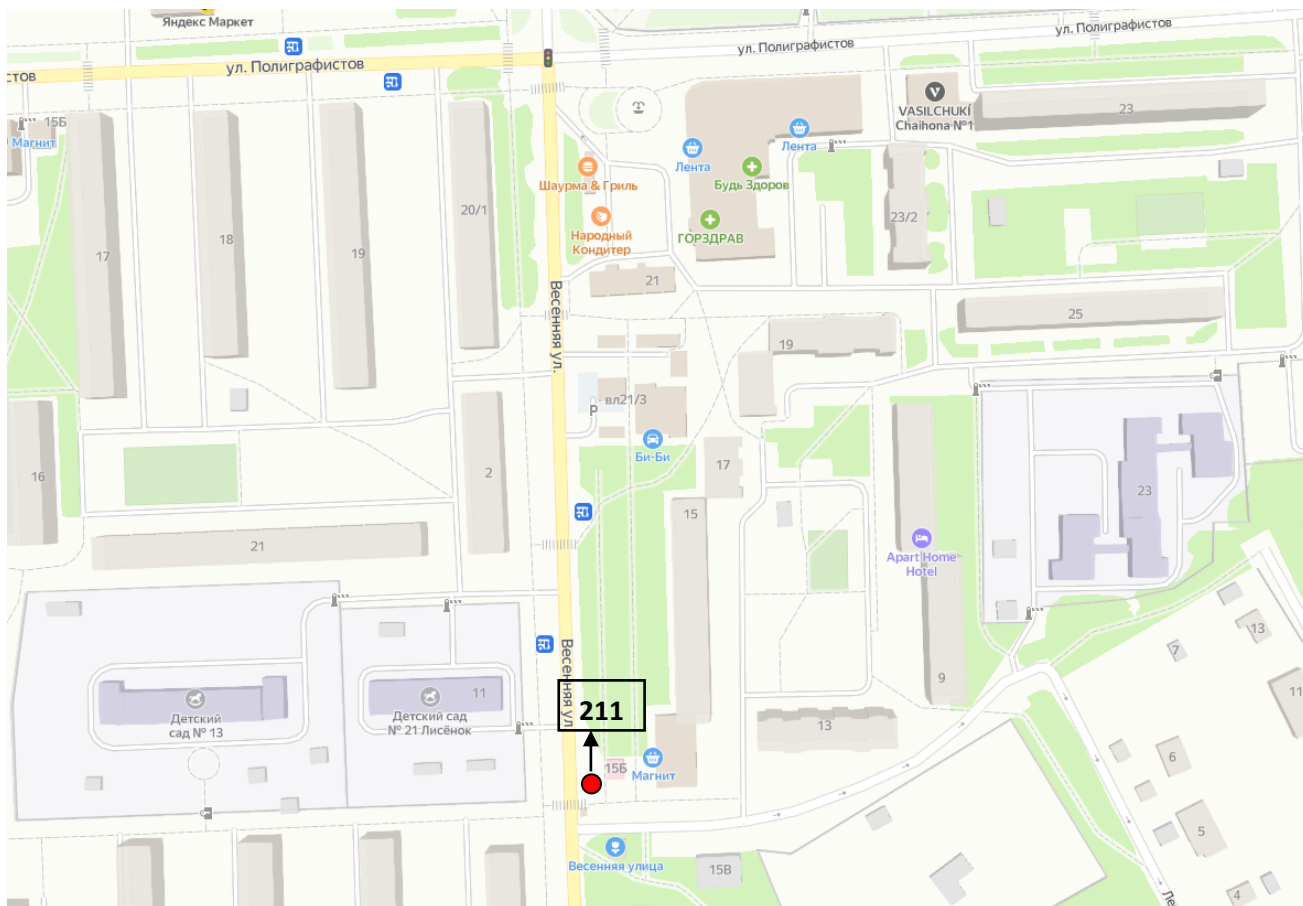 Яндекс Маркет
ул. Полиграфистов
ул. Полиграфистов
ул. Полиграфистов
стов
VASILCHUKÍ
Chaihona №1
23
15Б
Магнит
Лента
Лента
Будь Здоров
Шаурма & Гриль
20/1
23/2
Народный
Кондитер
ГОРЗДРАВ
17
18
19
21
Весенняя ул.
25
19
вл21/3
P
Би-Би
16
2
17
15
23
21
Apart Home
Hotel
13
7
Весенняя ул
9
11
11
Детский
сад № 13
Детский сад
№ 21 Лисёнок
211
13
6
15Б
Магнит
5
Весенняя улица
15В
4
Ле